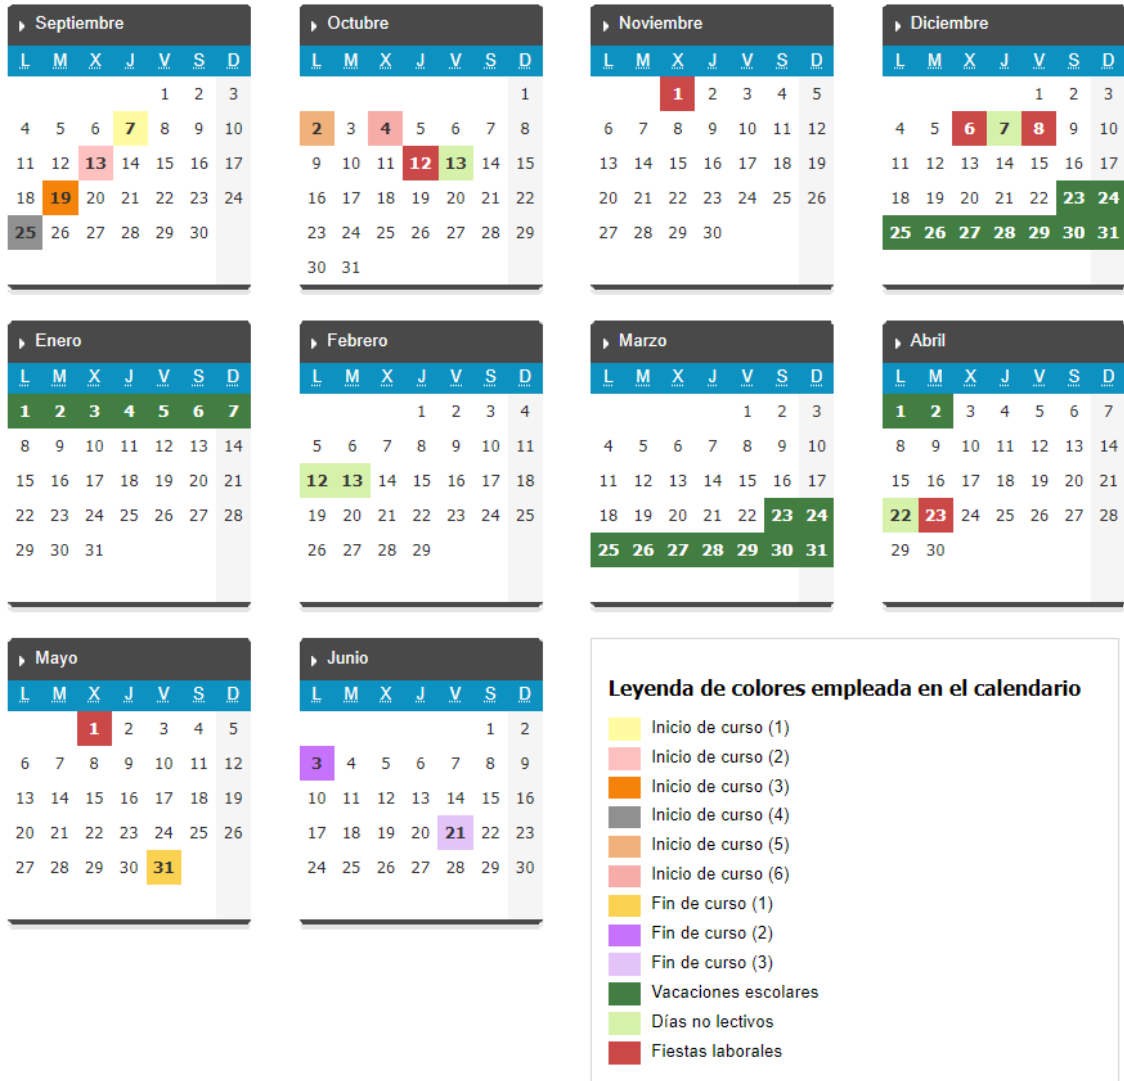 Septiembre
L M X J V S D
1 2 3
4 5 6 7 8 9 10
11 12 13 14 15 16 17
18 19 20 21 22 23 24
25 26 27 28 29 30
Octubre
L M X J V S D
1
2 3 4 5 6 7 8
9 10 11 12 13 14 15
16 17 18 19 20 21 22
23 24 25 26 27 28 29
30 31
Noviembre
L M X J V S D
1 2 3 4 5
6 7 8 9 10 11 12
13 14 15 16 17 18 19
20 21 22 23 24 25 26
27 28 29 30
Diciembre
L M X J V S D
1 2 3
4 5 6 7 8 9 10
11 12 13 14 15 16 17
18 19 20 21 22 23 24
25 26 27 28 29 30 31
Enero
L M X J V S D
1 2 3 4 5 6 7
8 9 10 11 12 13 14
15 16 17 18 19 20 21
22 23 24 25 26 27 28
29 30 31
Febrero
L M X J V S D
1 2 3 4
5 6 7 8 9 10 11
12 13 14 15 16 17 18
19 20 21 22 23 24 25
26 27 28 29
Marzo
L M X J V S D
1 2 3
4 5 6 7 8 9 10
11 12 13 14 15 16 17
18 19 20 21 22 23 24
25 26 27 28 29 30 31
Abril
L M X J V S D
1 2 3 4 5 6 7
8 9 10 11 12 13 14
15 16 17 18 19 20 21
22 23 24 25 26 27 28
29 30
Mayo
L M X J V S D
1 2 3 4 5
6 7 8 9 10 11 12
13 14 15 16 17 18 19
20 21 22 23 24 25 26
27 28 29 30 31
Junio
L M X J V S D
1 2
3 4 5 6 7 8 9
10 11 12 13 14 15 16
17 18 19 20 21 22 23
24 25 26 27 28 29 30
Leyenda de colores empleada en el calendario
Inicio de curso (1)
Inicio de curso (2)
Inicio de curso (3)
Inicio de curso (4)
Inicio de curso (5)
Inicio de curso (6)
Fin de curso (1)
Fin de curso (2)
Fin de curso (3)
Vacaciones escolares
Días no lectivos
Fiestas laborales